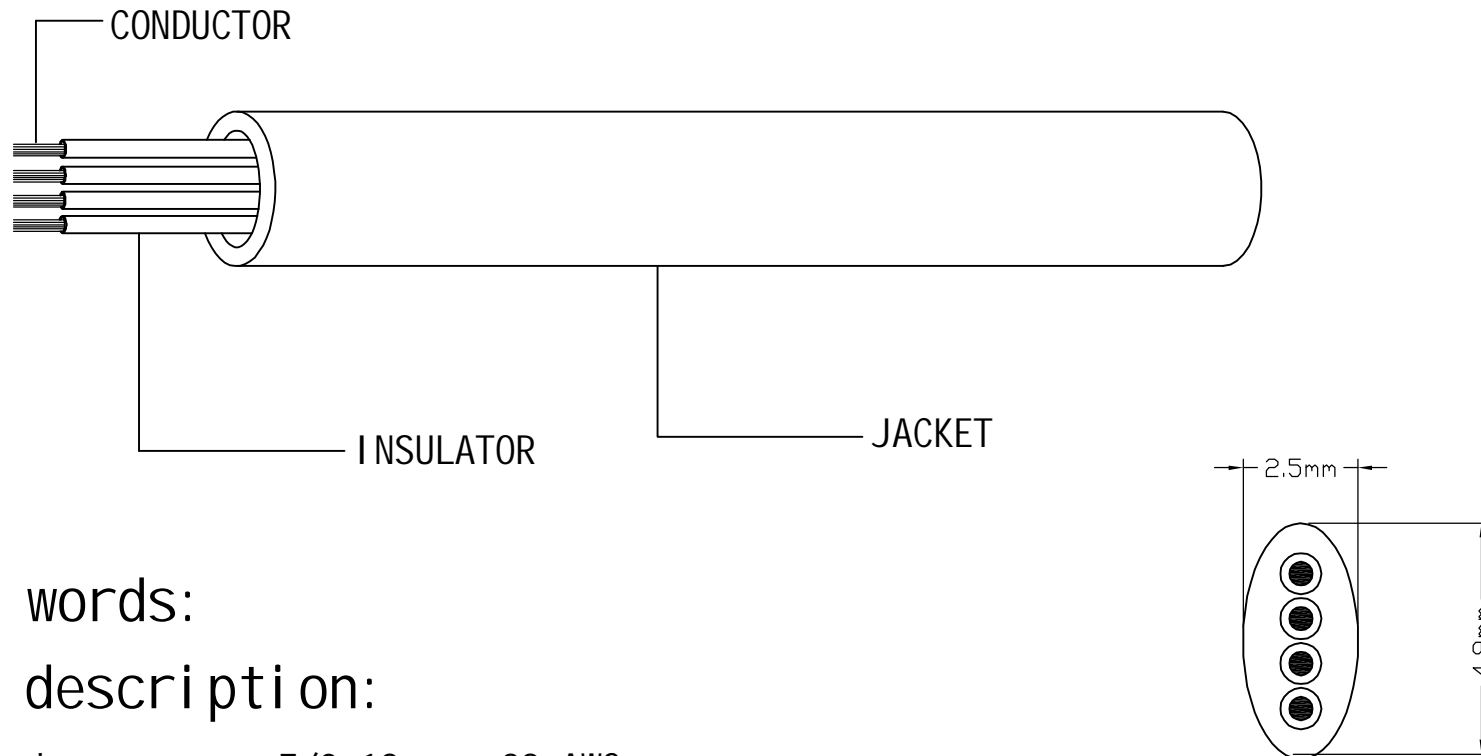 CONDUCTOR
INSULATOR
JACKET
2.5mm
words:
description: